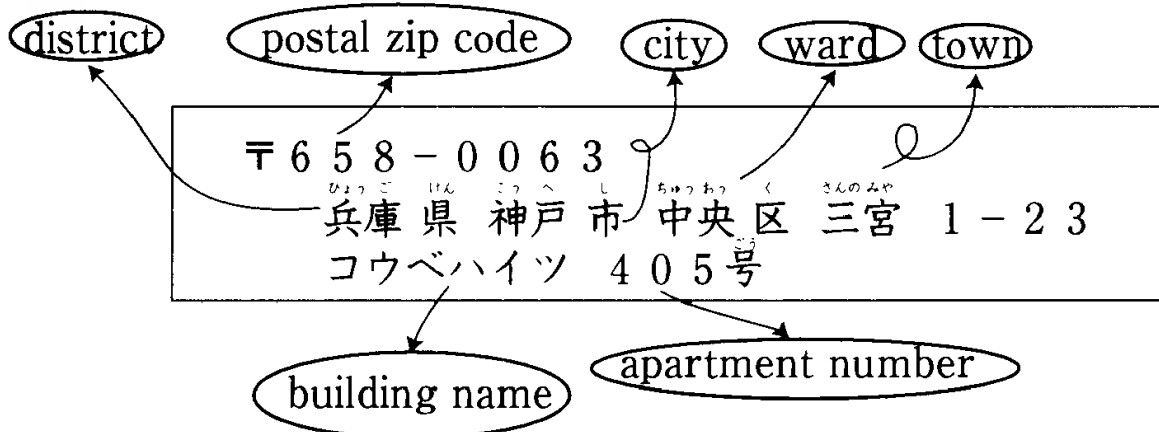 district postal zip code city ward town
〒658-0063
ひょうご けん こうべ し ちゅうおう く さんのみや
兵庫県 神戸市 中央区 三宮 1-23
ごう
コウベハイツ 405号
building name apartment number